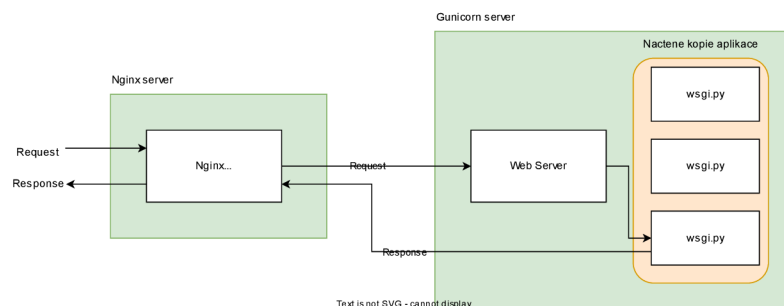 Gunicorn server
Nactene kopie aplikace
Nginx server
wsgi.py
Request
Nginx...
Request
Web Server
wsgi.py
Response
wsgi.py
Response
Text is not SVG - cannot display